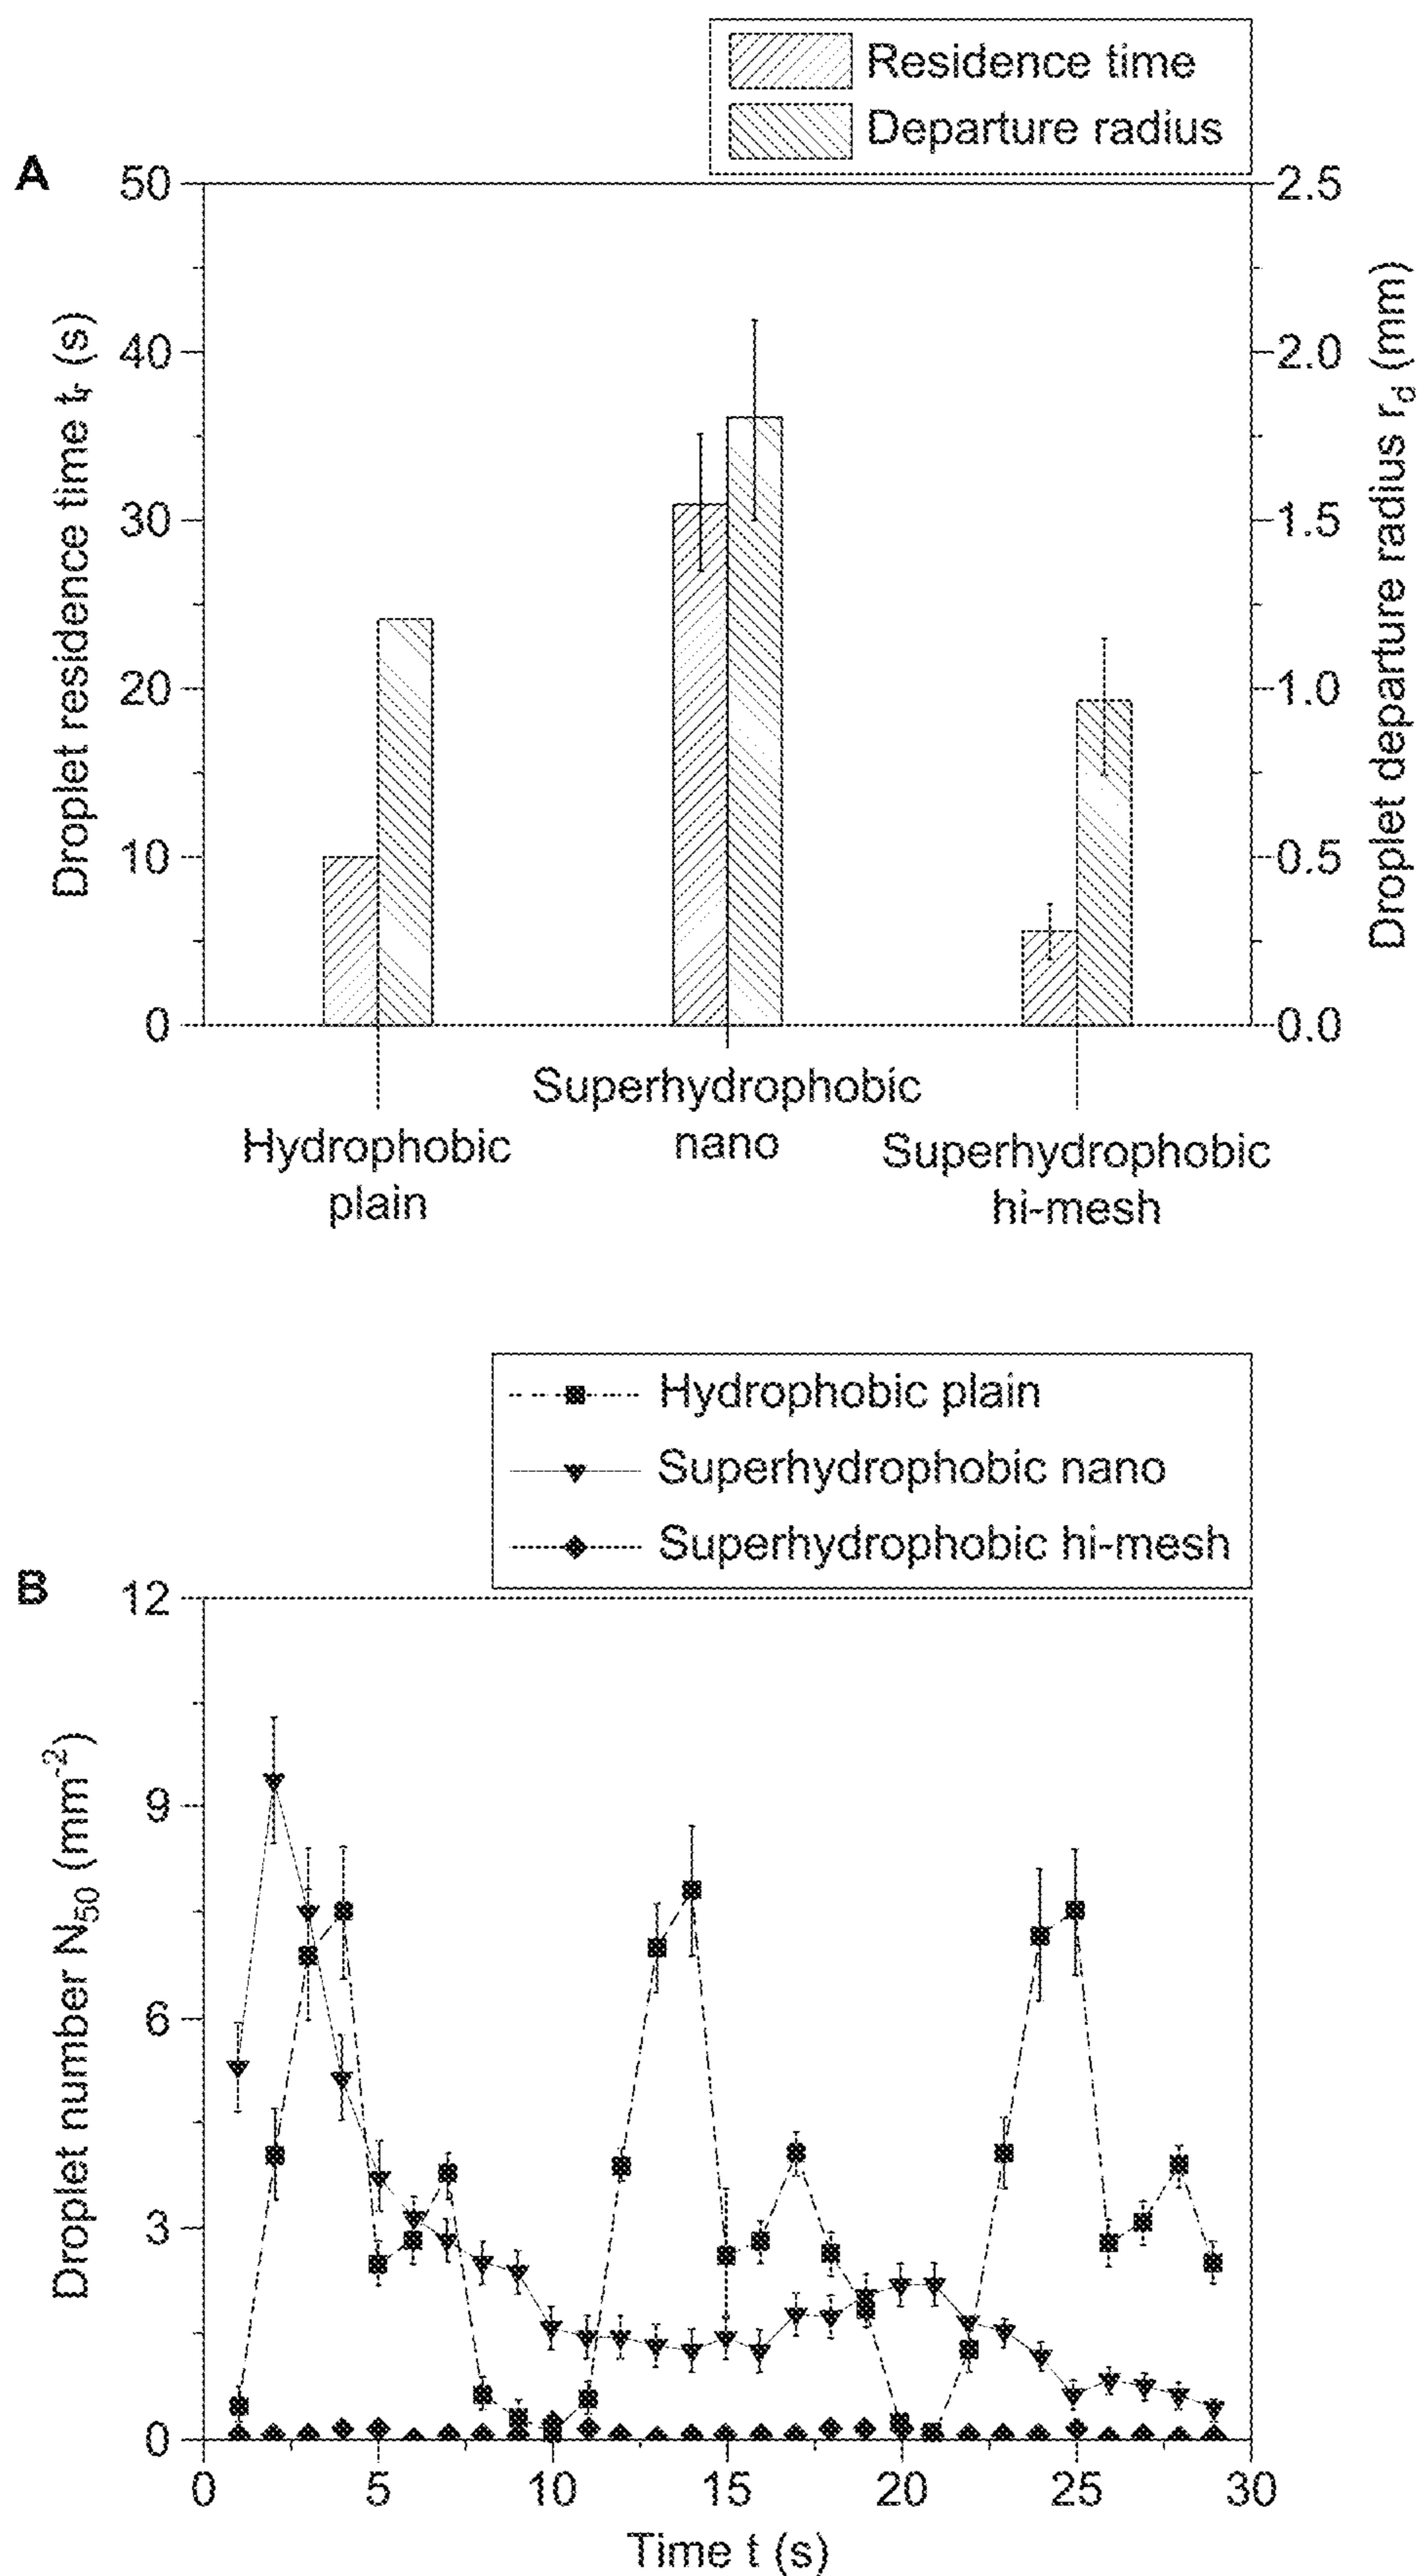 Residence time
Departure radius
A
50
40
30
20
10
0
Droplet residence time tᵣ (s)
2.5
2.0
1.5
1.0
0.5
0.0
Droplet departure radius r_d (mm)
Superhydrophobic
nano
Hydrophobic
plain
Superhydrophobic
hi-mesh
Hydrophobic plain
Superhydrophobic nano
Superhydrophobic hi-mesh
B
12
9
6
3
0
Droplet number N₅₀ (mm⁻²)
0 5 10 15 20 25 30
Time t (s)